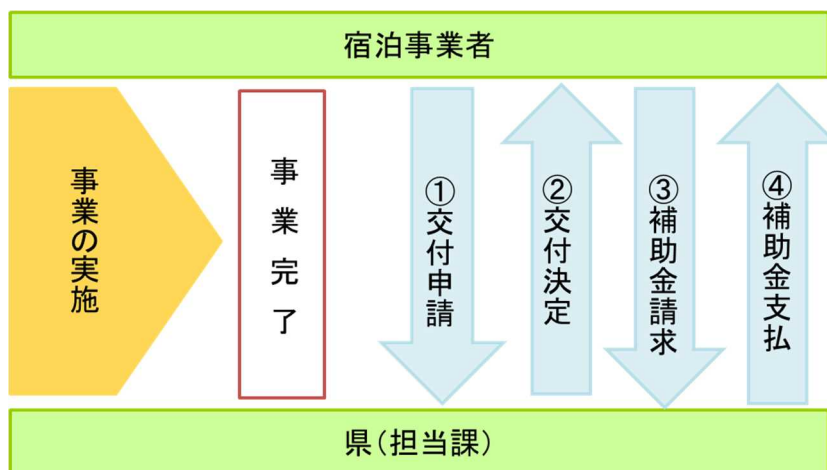 宿泊事業者
事業の実施
事業完了
①交付申請
②交付決定
③補助金請求
④補助金支払
県(担当課)